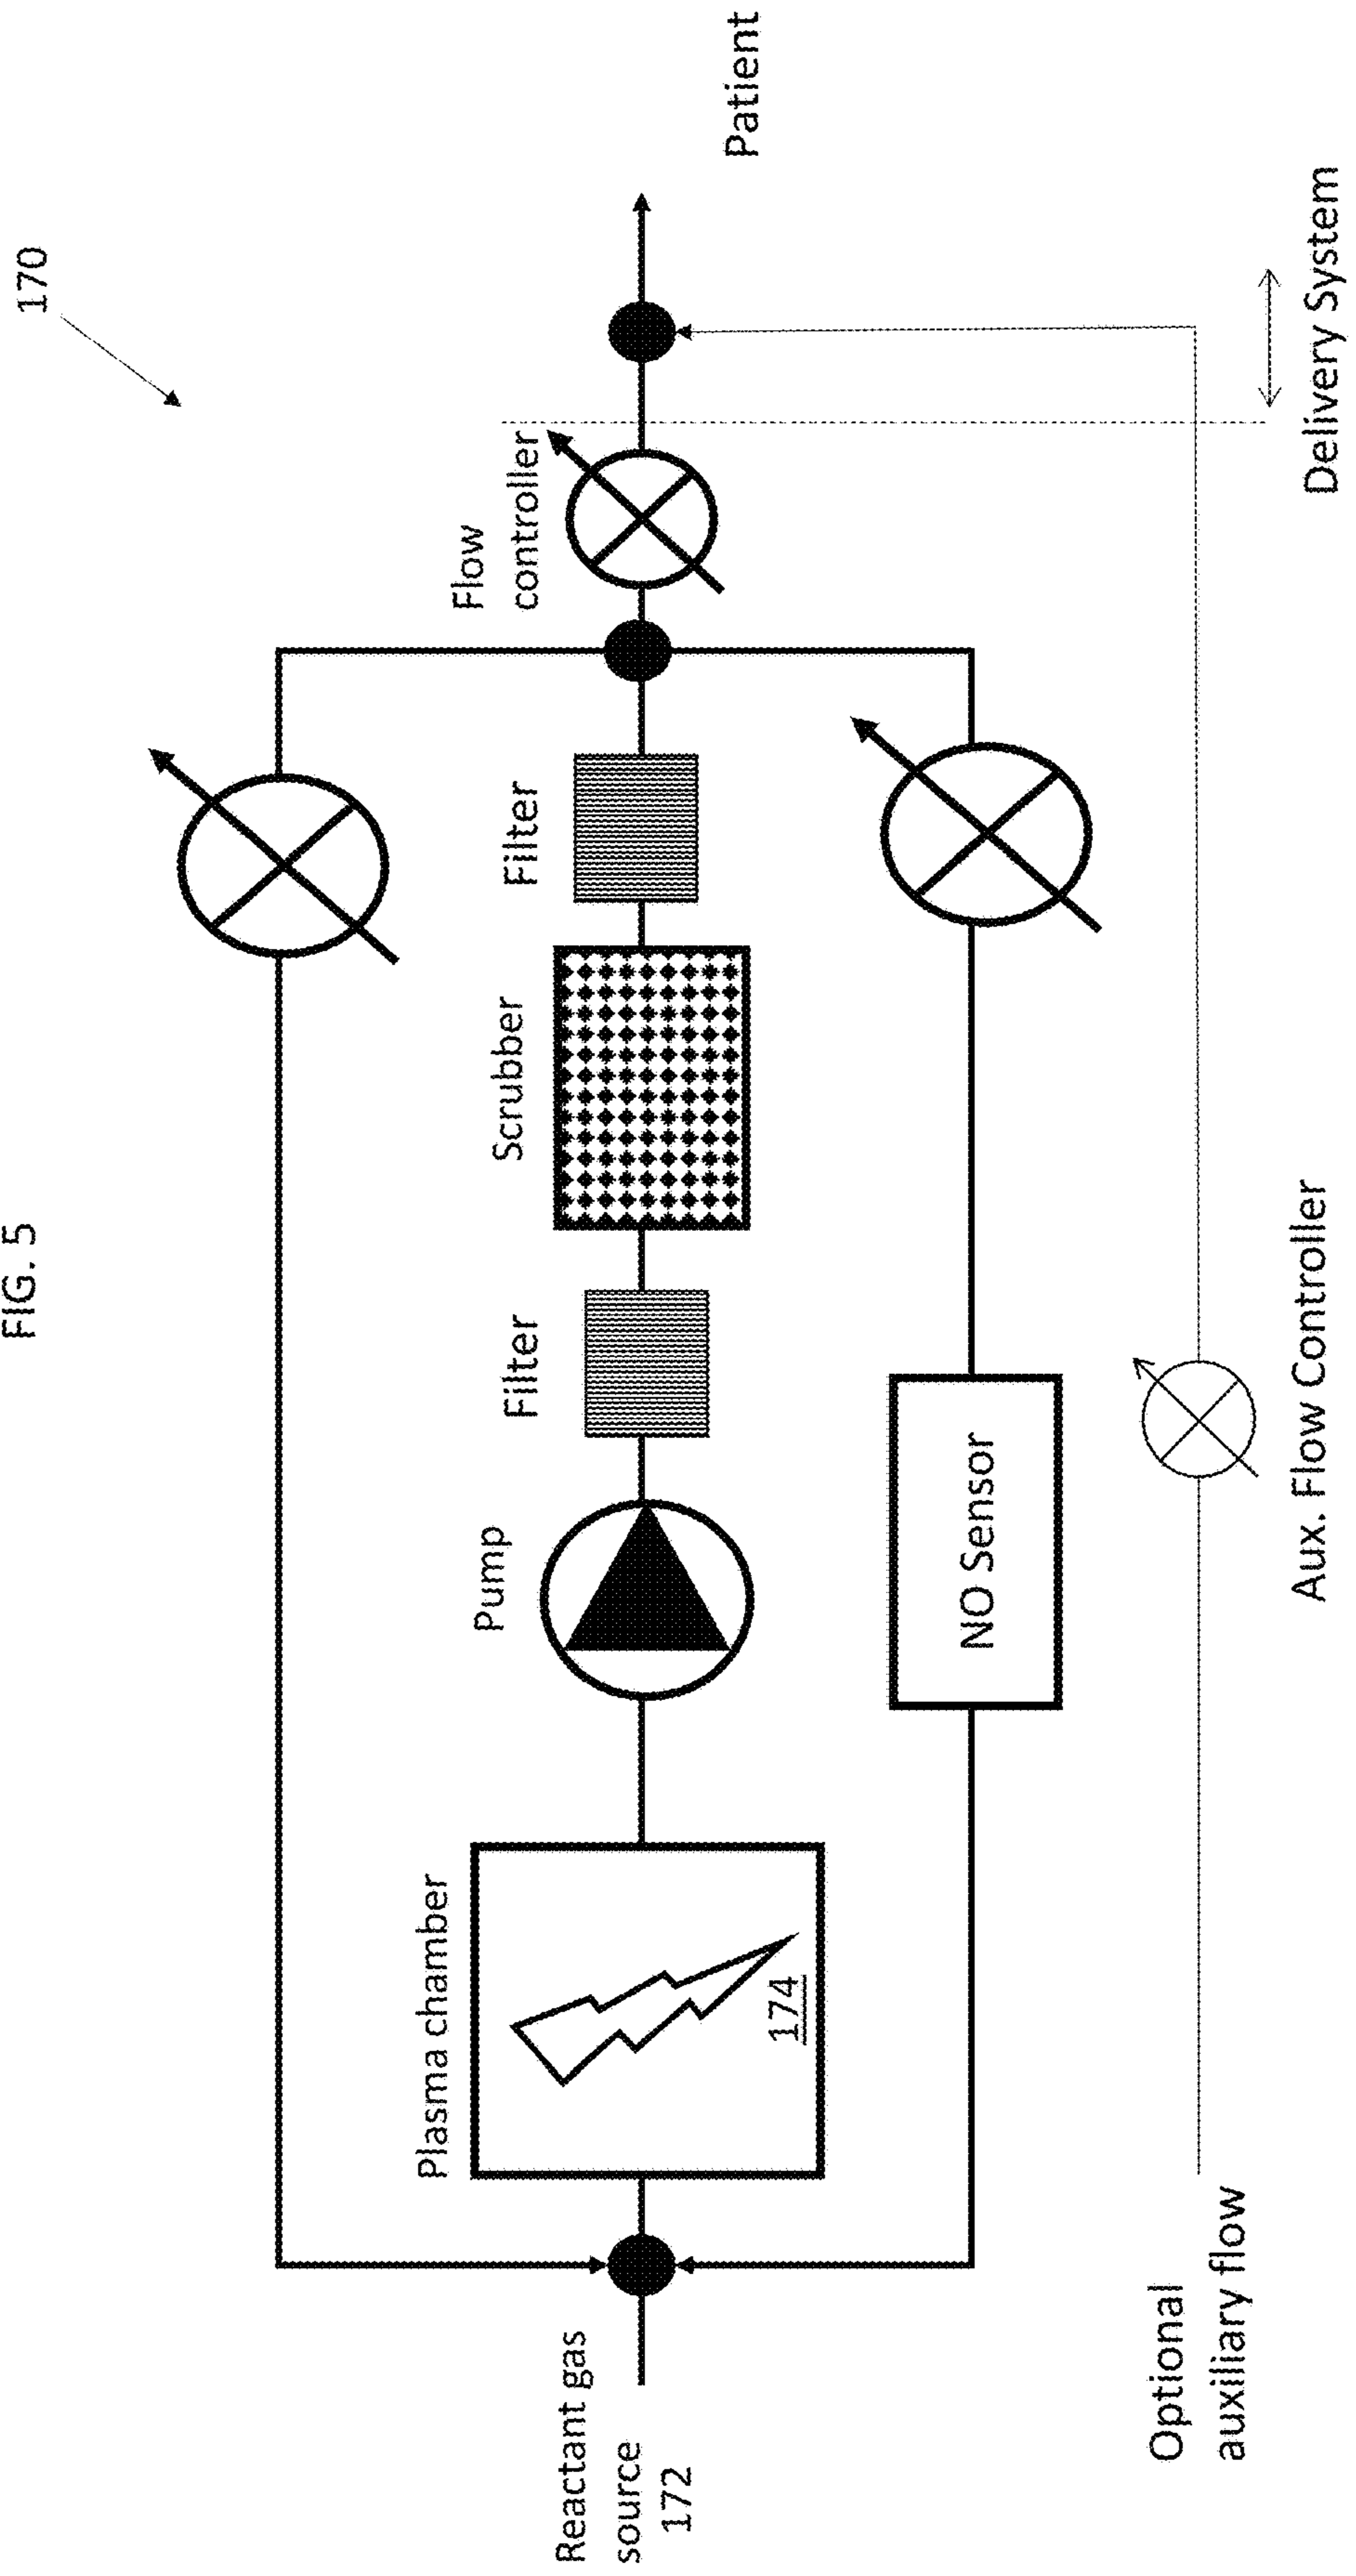 FIG. 5
170
Plasma chamber
174
Pump
Filter
Scrubber
Filter
Flow
controller
Reactant gas
source
172
Patient
NO Sensor
Optional
auxiliary flow
Aux. Flow Controller
Delivery System